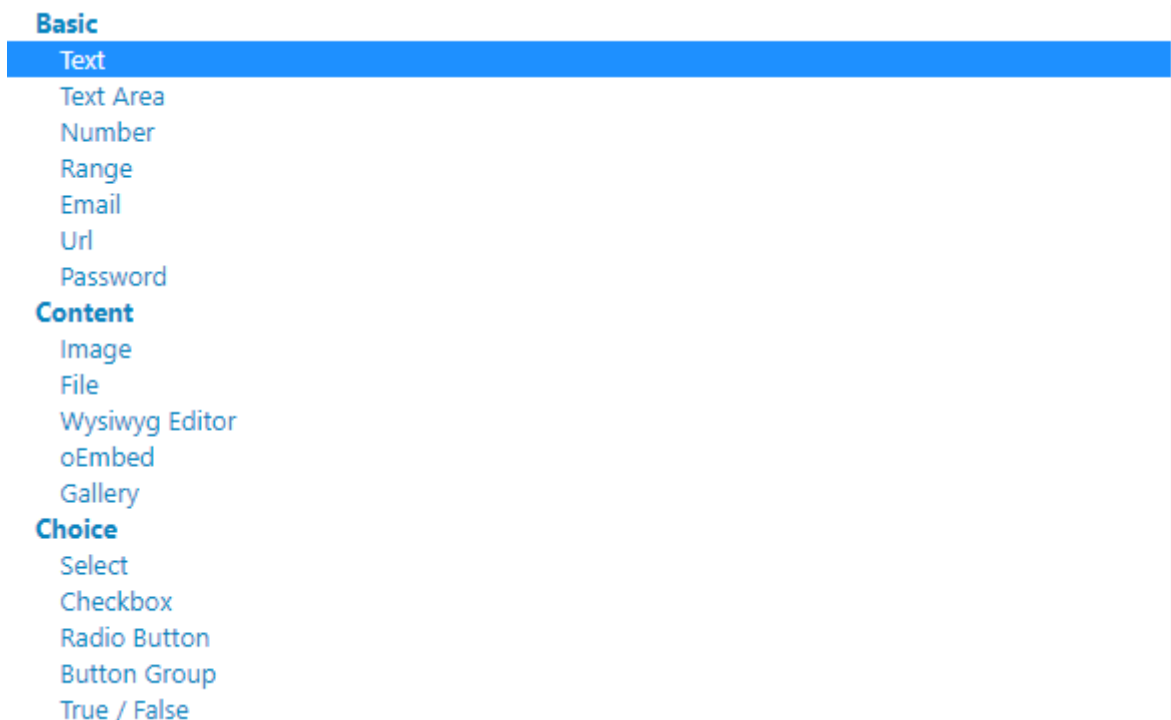 Basic
Text
Text Area
Number
Range
Email
Url
Password
Content
Image
File
Wysiwyg Editor
oEmbed
Gallery
Choice
Select
Checkbox
Radio Button
Button Group
True / False